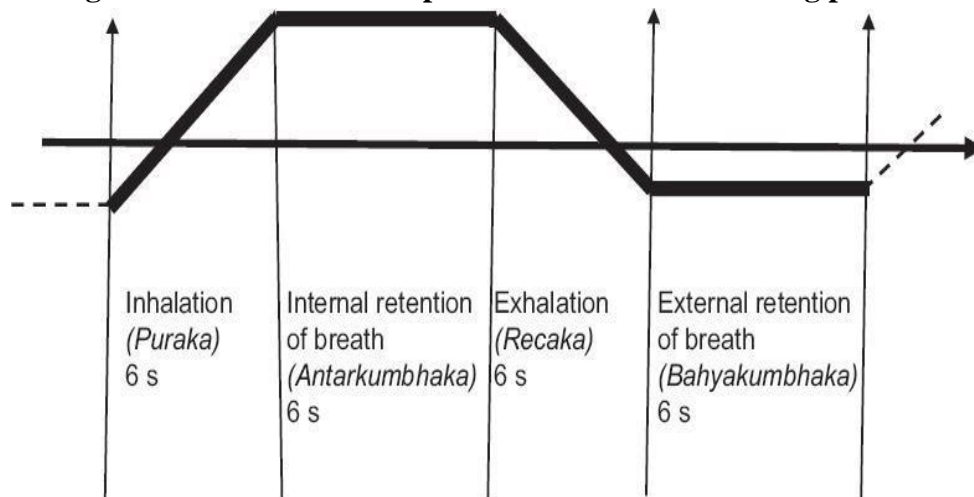 Inhalation
(Puraka)
6 s
Internal retention
of breath
(Antarkumbhaka)
6 s
Exhalation
(Recaka)
6 s
External retention
of breath
(Bahyakumbhaka)
6 s